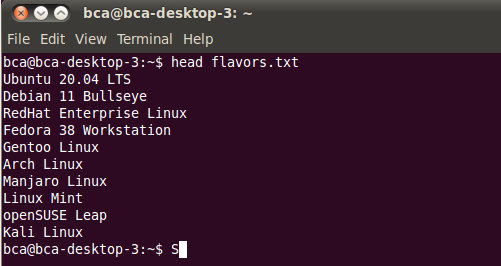 bca@bca-desktop-3: ~
File Edit View Terminal Help
bca@bca-desktop-3:~$ head flavors.txt
Ubuntu 20.04 LTS
Debian 11 Bullseye
RedHat Enterprise Linux
Fedora 38 Workstation
Gentoo Linux
Arch Linux
Manjaro Linux
Linux Mint
openSUSE Leap
Kali Linux
bca@bca-desktop-3:~$ S